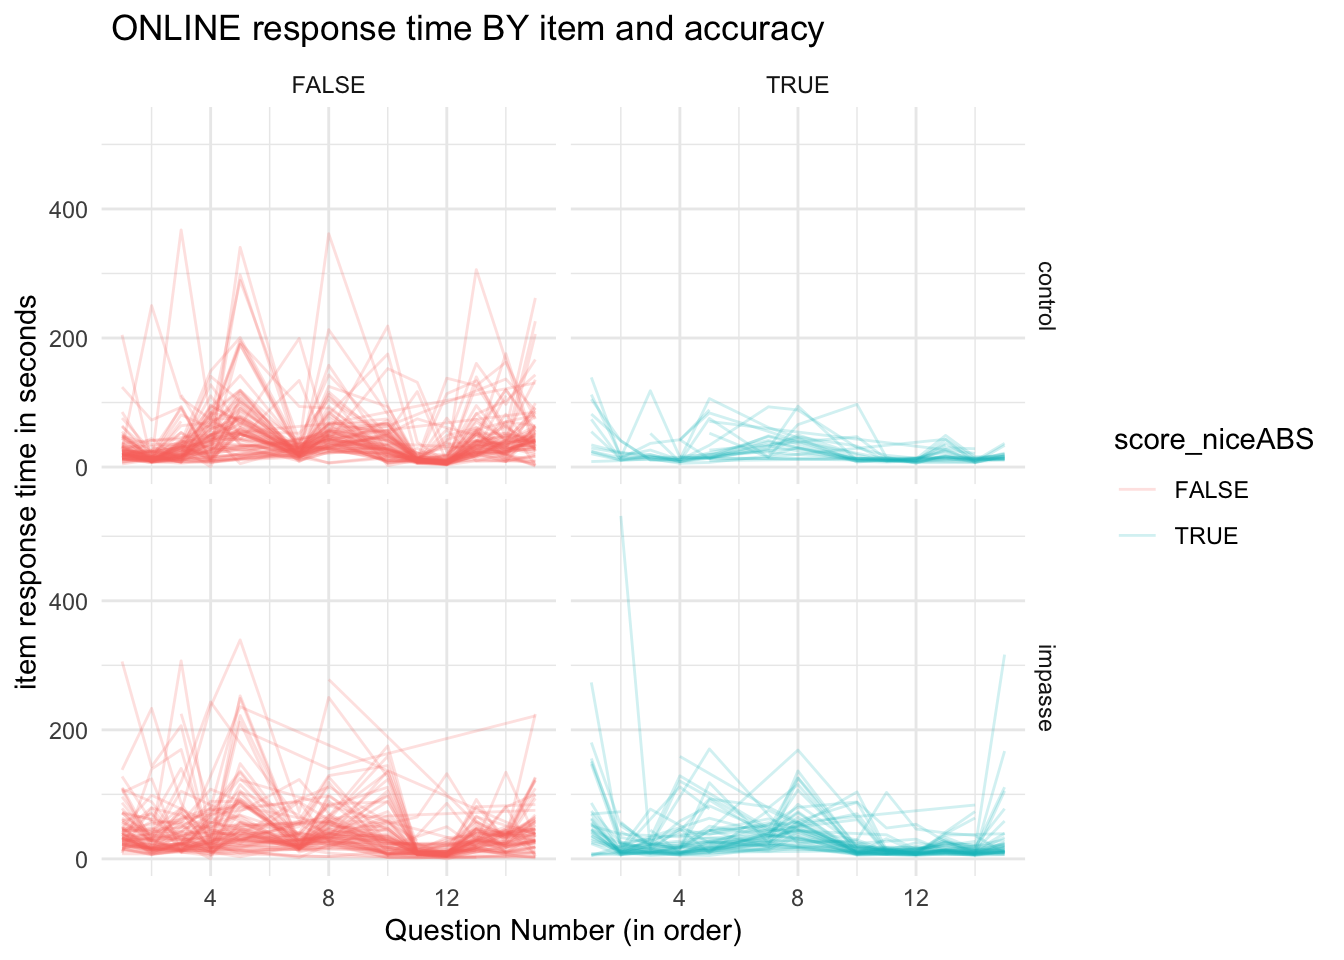 ONLINE response time BY item and accuracy
FALSE
TRUE
400
200
0
control
400
200
0
impasse
4
8
12
4
8
12
Question Number (in order)
item response time in seconds
score_niceABS
FALSE
TRUE